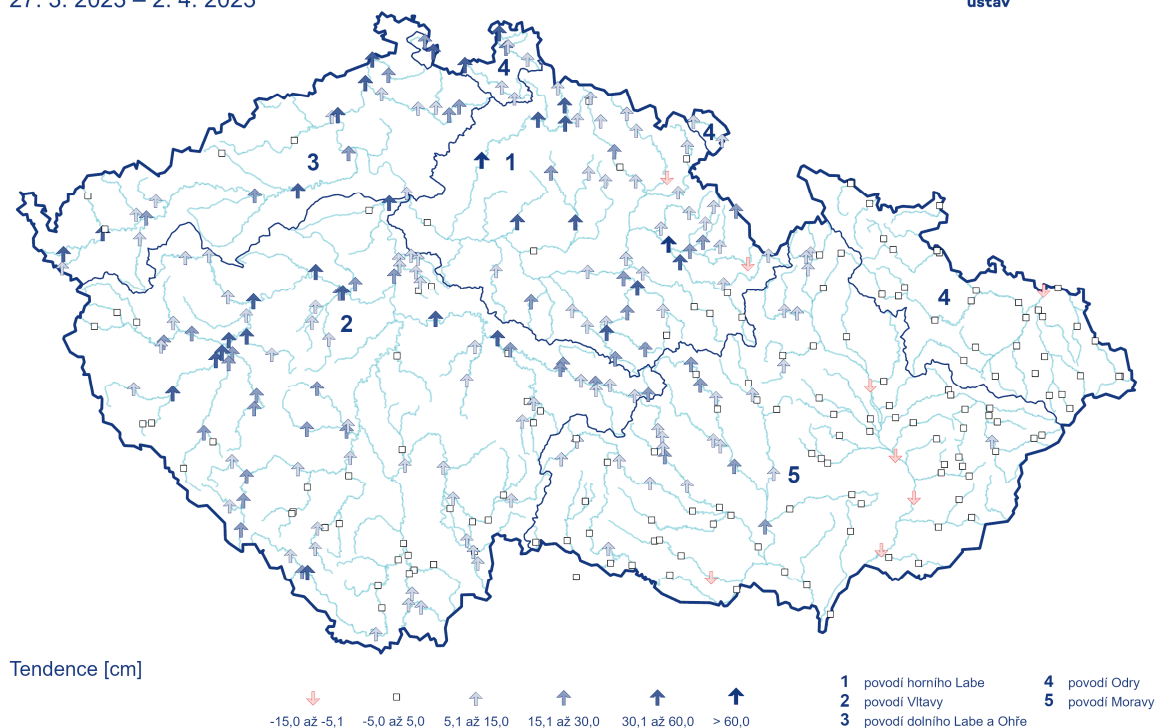 27. 3. 2023 – 2. 4. 2023
ústav
4
4
3
1
4
2
5
Tendence [cm]
-15,0 až -5,1
-5,0 až 5,0
5,1 až 15,0
15,1 až 30,0
30,1 až 60,0
> 60,0
1 povodí horního Labe
2 povodí Vltavy
3 povodí dolního Labe a Ohře
4 povodí Odry
5 povodí Moravy